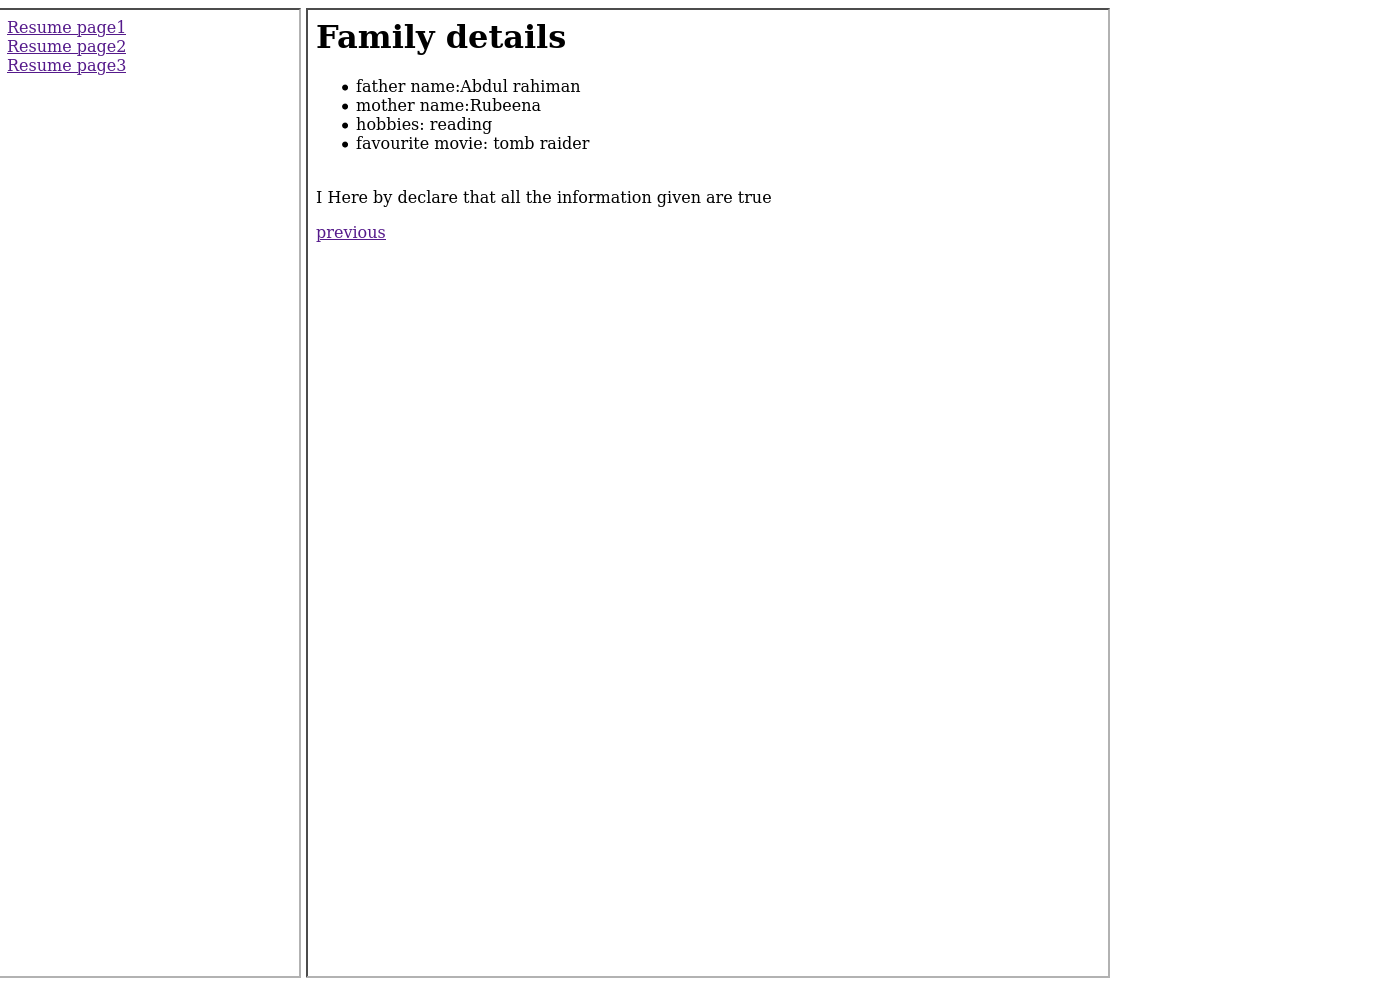 Resume page1
Resume page2
Resume page3
Family details
father name:Abdul rahiman
mother name:Rubeena
hobbies: reading
favourite movie: tomb raider
I Here by declare that all the information given are true
previous